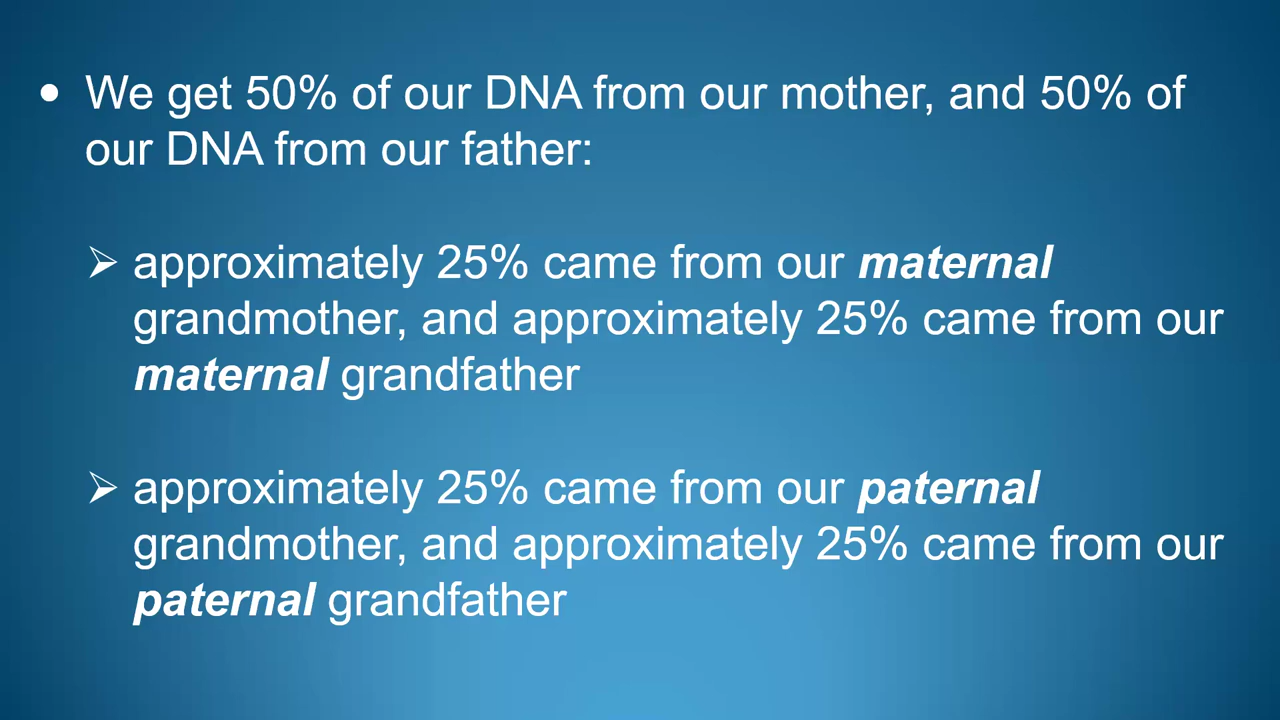 • We get 50% of our DNA from our mother, and 50% of
our DNA from our father:
➢ approximately 25% came from our maternal
grandmother, and approximately 25% came from our
maternal grandfather
➢ approximately 25% came from our paternal
grandmother, and approximately 25% came from our
paternal grandfather